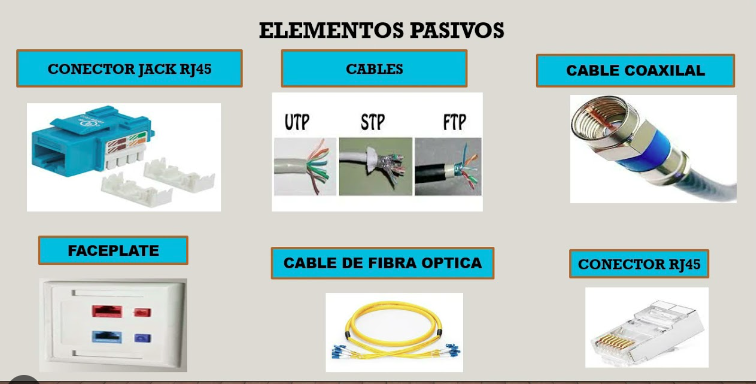 ELEMENTOS PASIVOS
CONECTOR JACK RJ45
CABLES
CABLE COAXILAL
UTP
STP
FTP
FACEPLATE
CABLE DE FIBRA OPTICA
CONECTOR RJ45